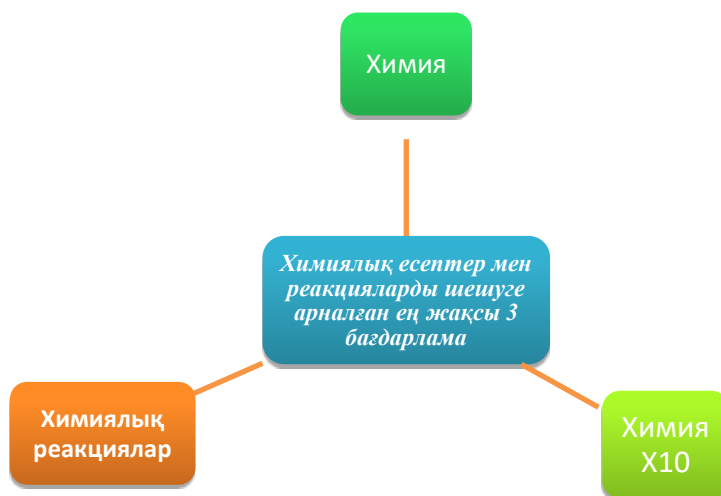 Химия
Химиялық есептер мен
реакцияларды шешуге
арналған ең жақсы 3
бағдарлама
Химиялық
реакциялар
Химия
X10